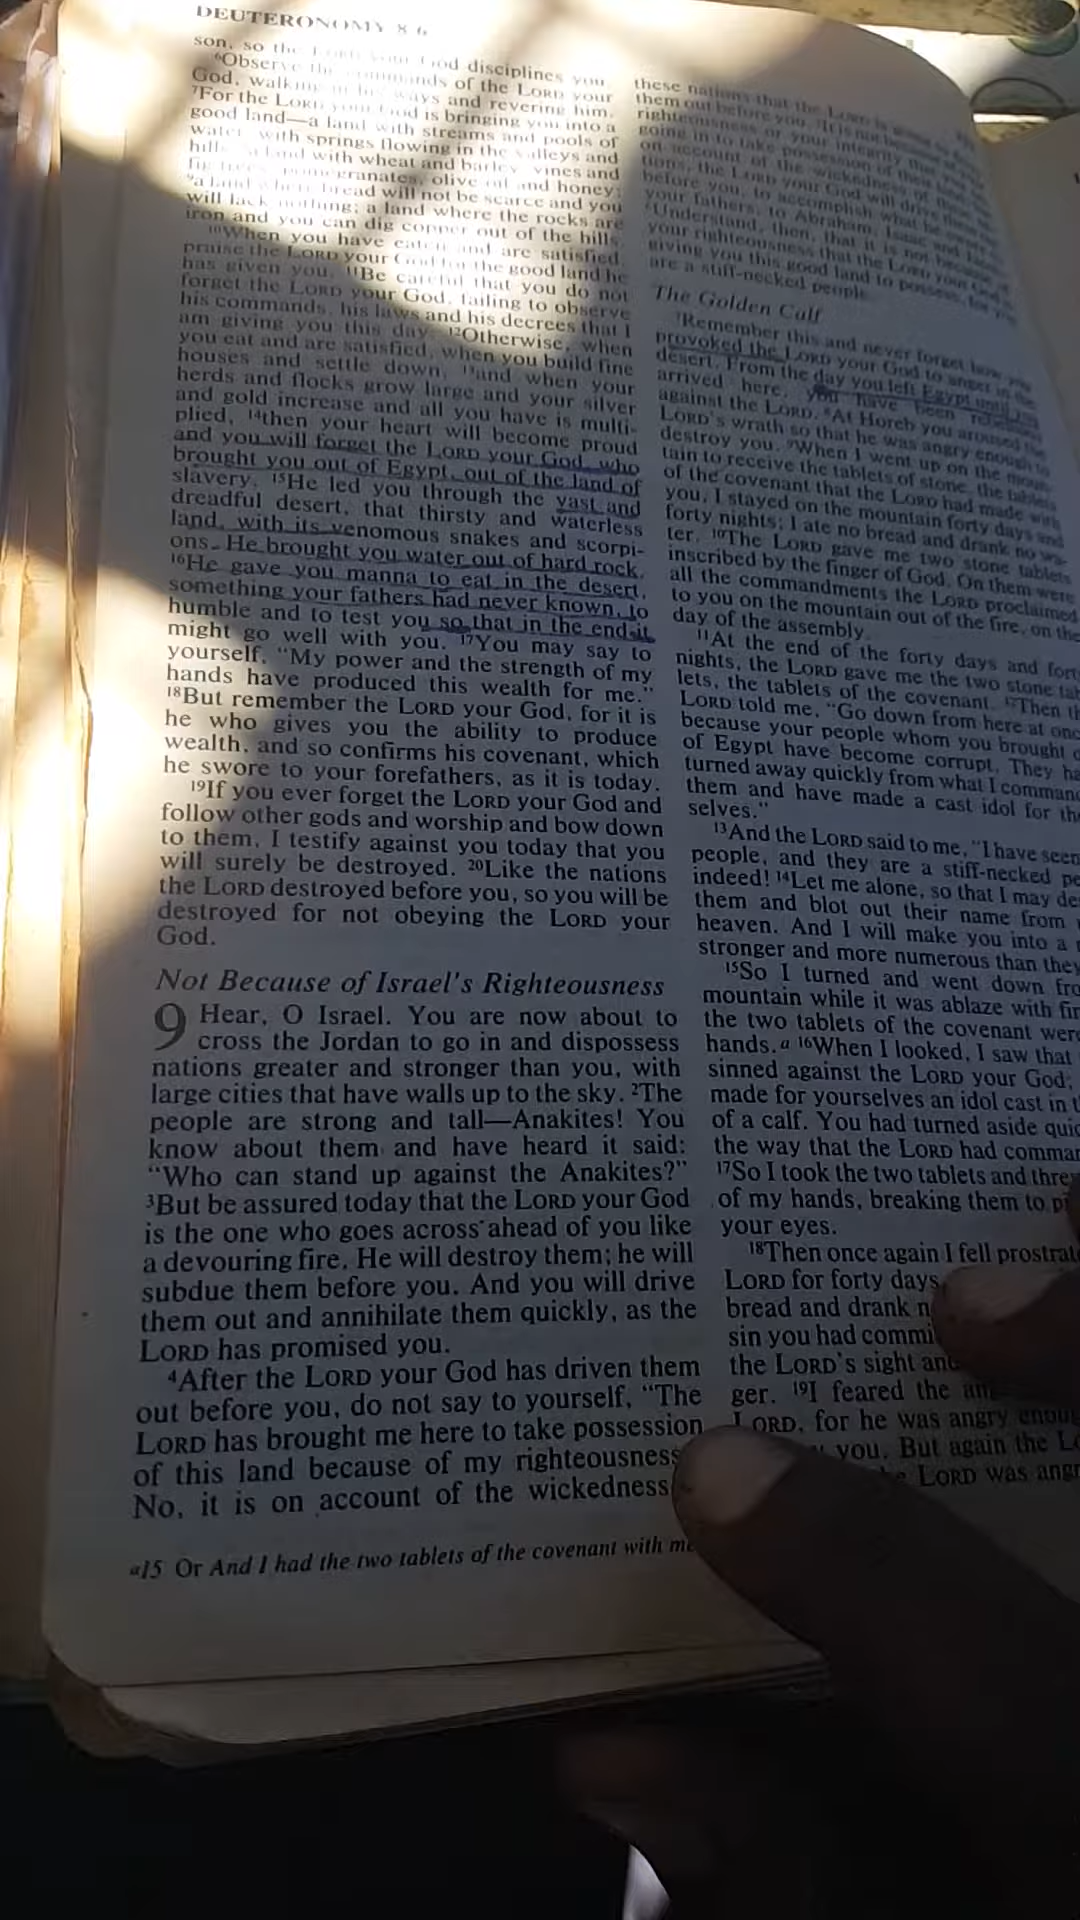 DEUTERONOMY 8:6
son, so the LORD your God disciplines you.
⁶Observe the commands of the LORD your
God, walking in his ways and revering him.
⁷For the LORD your God is bringing you into a
good land—a land with streams and pools of
water, with springs flowing in the valleys and
hills; a land with wheat and barley, vines and
fig trees, pomegranates, olive oil and honey;
⁹a land where bread will not be scarce and you
will lack nothing; a land where the rocks are
iron and you can dig copper out of the hills.
¹⁰When you have eaten and are satisfied,
praise the LORD your God for the good land he
has given you. ¹¹Be careful that you do not
forget the LORD your God, failing to observe
his commands, his laws and his decrees that I
am giving you this day. ¹²Otherwise, when
you eat and are satisfied, when you build fine
houses and settle down, ¹³and when your
herds and flocks grow large and your silver
and gold increase and all you have is multi-
plied, ¹⁴then your heart will become proud
and you will forget the LORD your God, who
brought you out of Egypt, out of the land of
slavery. ¹⁵He led you through the vast and
dreadful desert, that thirsty and waterless
land, with its venomous snakes and scorpi-
ons. He brought you water out of hard rock.
¹⁶He gave you manna to eat in the desert,
something your fathers had never known, to
humble and to test you so that in the end it
might go well with you. ¹⁷You may say to
yourself, "My power and the strength of my
hands have produced this wealth for me."
¹⁸But remember the LORD your God, for it is
he who gives you the ability to produce
wealth, and so confirms his covenant, which
he swore to your forefathers, as it is today.
¹⁹If you ever forget the LORD your God and
follow other gods and worship and bow down
to them, I testify against you today that you
will surely be destroyed. ²⁰Like the nations
the LORD destroyed before you, so you will be
destroyed for not obeying the LORD your
God.
Not Because of Israel's Righteousness
9 Hear, O Israel. You are now about to
cross the Jordan to go in and dispossess
nations greater and stronger than you, with
large cities that have walls up to the sky. ²The
people are strong and tall—Anakites! You
know about them and have heard it said:
"Who can stand up against the Anakites?"
³But be assured today that the LORD your God
is the one who goes across ahead of you like
a devouring fire. He will destroy them; he will
subdue them before you. And you will drive
them out and annihilate them quickly, as the
LORD has promised you.
⁴After the LORD your God has driven them
out before you, do not say to yourself, "The
LORD has brought me here to take possession
of this land because of my righteousness
No, it is on account of the wickedness
these nations that the LORD is going
them out before you. ⁵It is not because of
righteousness or your integrity that
going in to take possession of their
on account of the wickedness of these
tions, the LORD your God will drive them
before you, to accomplish what he
your fathers, to Abraham, Isaac and
Understand, then, that it is not because
your righteousness that the LORD your God is
giving you this good land to possess, for you
are a stiff-necked people.
The Golden Calf
⁷Remember this and never forget how you
provoked the LORD your God to anger in the
desert. From the day you left Egypt until you
arrived here, you have been rebellious
against the LORD. ⁸At Horeb you aroused the
LORD's wrath so that he was angry enough to
destroy you. ⁹When I went up on the moun-
tain to receive the tablets of stone, the tablets
of the covenant that the LORD had made with
you, I stayed on the mountain forty days and
forty nights; I ate no bread and drank no wa-
ter. ¹⁰The LORD gave me two stone tablets
inscribed by the finger of God. On them were
all the commandments the LORD proclaimed
to you on the mountain out of the fire, on the
day of the assembly.
¹¹At the end of the forty days and fort
nights, the LORD gave me the two stone tab
lets, the tablets of the covenant. ¹²Then th
LORD told me, "Go down from here at onc
because your people whom you brought o
of Egypt have become corrupt. They ha
turned away quickly from what I command
them and have made a cast idol for the
selves."
¹³And the LORD said to me, "I have seen
people, and they are a stiff-necked pe
indeed! ¹⁴Let me alone, so that I may de
them and blot out their name from
heaven. And I will make you into a
stronger and more numerous than they
¹⁵So I turned and went down fro
mountain while it was ablaze with fir
the two tablets of the covenant were
hands.ᵃ ¹⁶When I looked, I saw that
sinned against the LORD your God;
made for yourselves an idol cast in t
of a calf. You had turned aside quic
the way that the LORD had comman
¹⁷So I took the two tablets and threw
of my hands, breaking them to pi
your eyes.
¹⁸Then once again I fell prostrate
LORD for forty days
bread and drank n
sin you had commi
the LORD's sight and
ger. ¹⁹I feared the an
LORD, for he was angry enoug
you. But again the LO
LORD was angr
ᵃ15 Or And I had the two tablets of the covenant with me